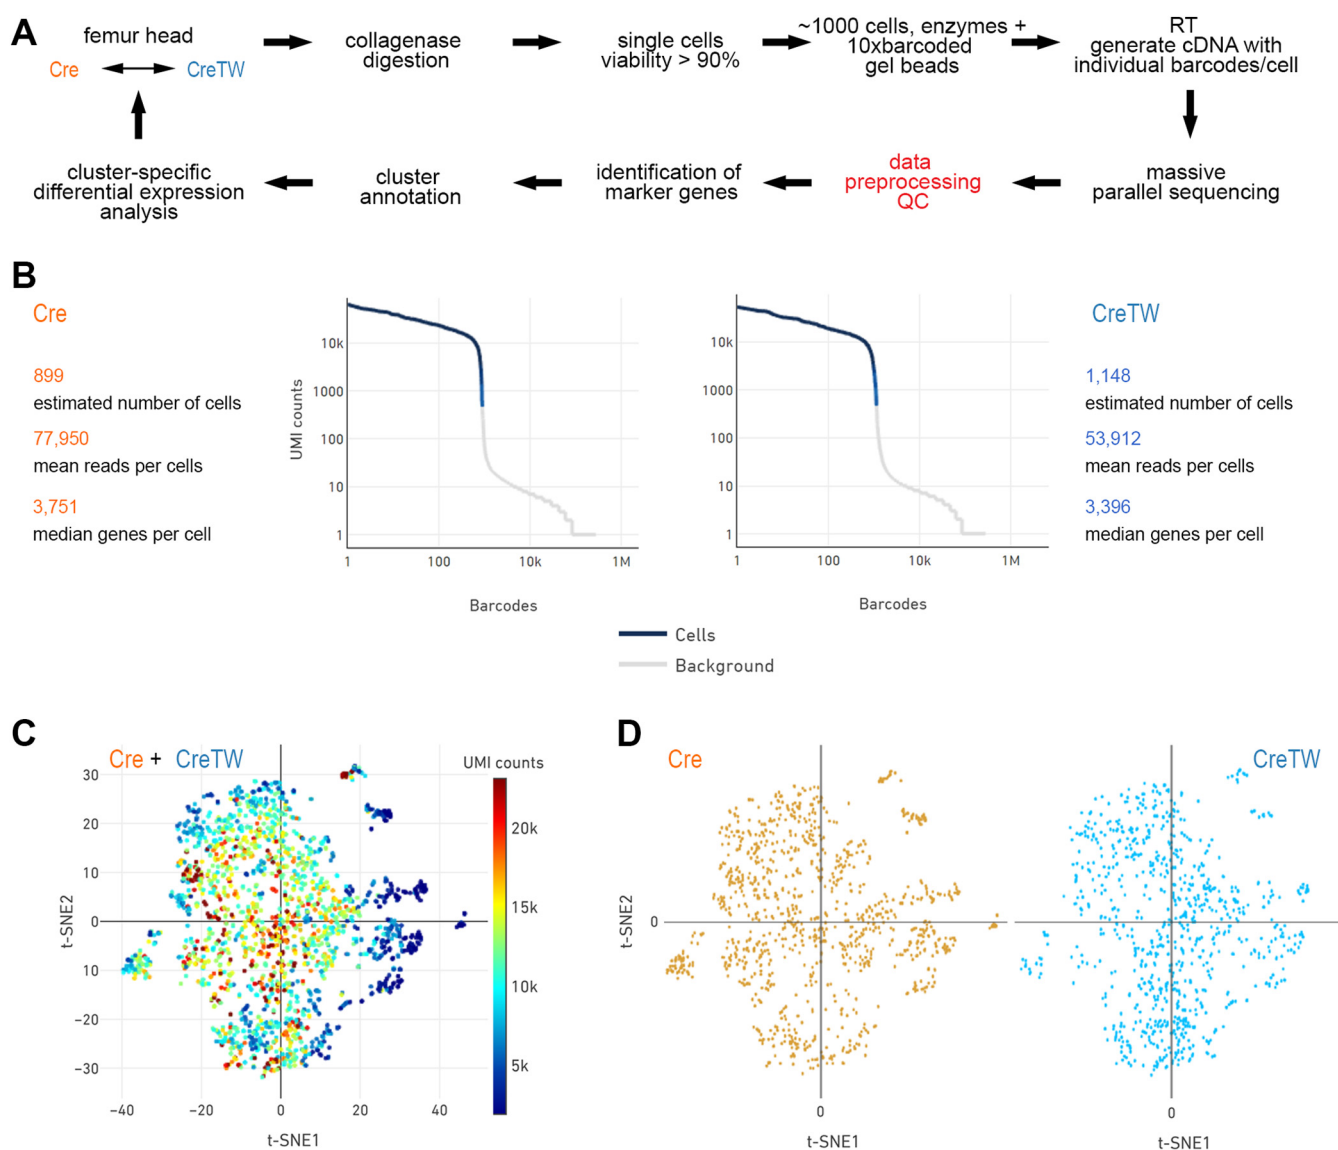 A
femur head
Cre
CreTW
collagenase
digestion
single cells
viability > 90%
~1000 cells, enzymes +
10xbarcoded
gel beads
RT
generate cDNA with
individual barcodes/cell
cluster-specific
differential expression
analysis
cluster
annotation
identification of
marker genes
data
preprocessing
QC
massive
parallel sequencing
B
Cre
899
estimated number of cells
77,950
mean reads per cells
3,751
median genes per cell
UMI counts
10k
1000
100
10
1
1
100
10k
1M
Barcodes
10k
1000
100
10
1
1
100
10k
1M
Barcodes
CreTW
1,148
estimated number of cells
53,912
mean reads per cells
3,396
median genes per cell
Cells
Background
C
Cre + CreTW
UMI counts
20k
15k
10k
5k
t-SNE2
30
20
10
0
−10
10
−20
−30
−40
−20
0
20
40
t-SNE1
D
Cre
CreTW
t-SNE2
0
0
t-SNE1
0
t-SNE1